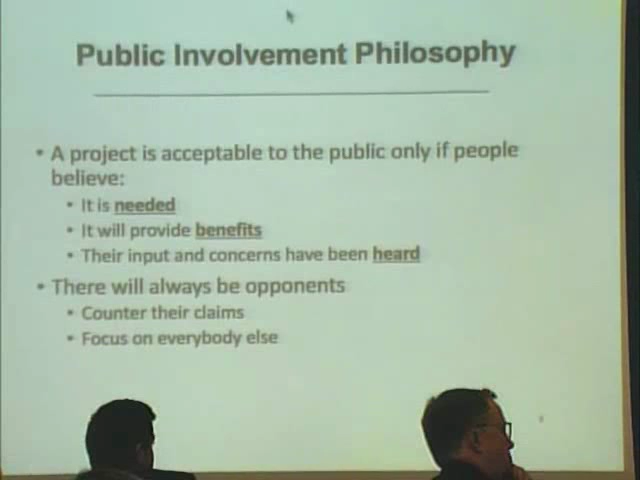 Public Involvement Philosophy
• A project is acceptable to the public only if people
believe:
• It is needed
• It will provide benefits
• Their input and concerns have been heard
• There will always be opponents
• Counter their claims
• Focus on everybody else